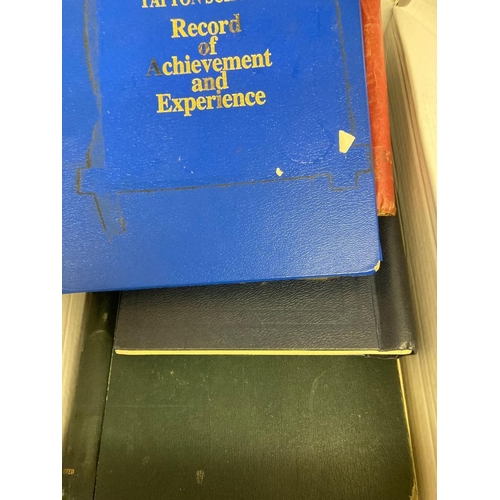 Record
of
Achievement
and
Experience